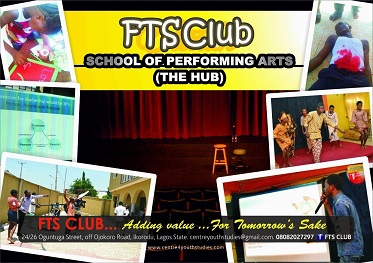 FTS Club
SCHOOL OF PERFORMING ARTS
(THE HUB)
FTS CLUB... Adding value ...For Tomorrow's Sake
24/26 Oguntuga Street, off Ojokoro Road, Ikorodu, Lagos State. centreyouthstudies@gmail.com. 08082027297 f FTS CLUB
www.centre4youthstudies.com